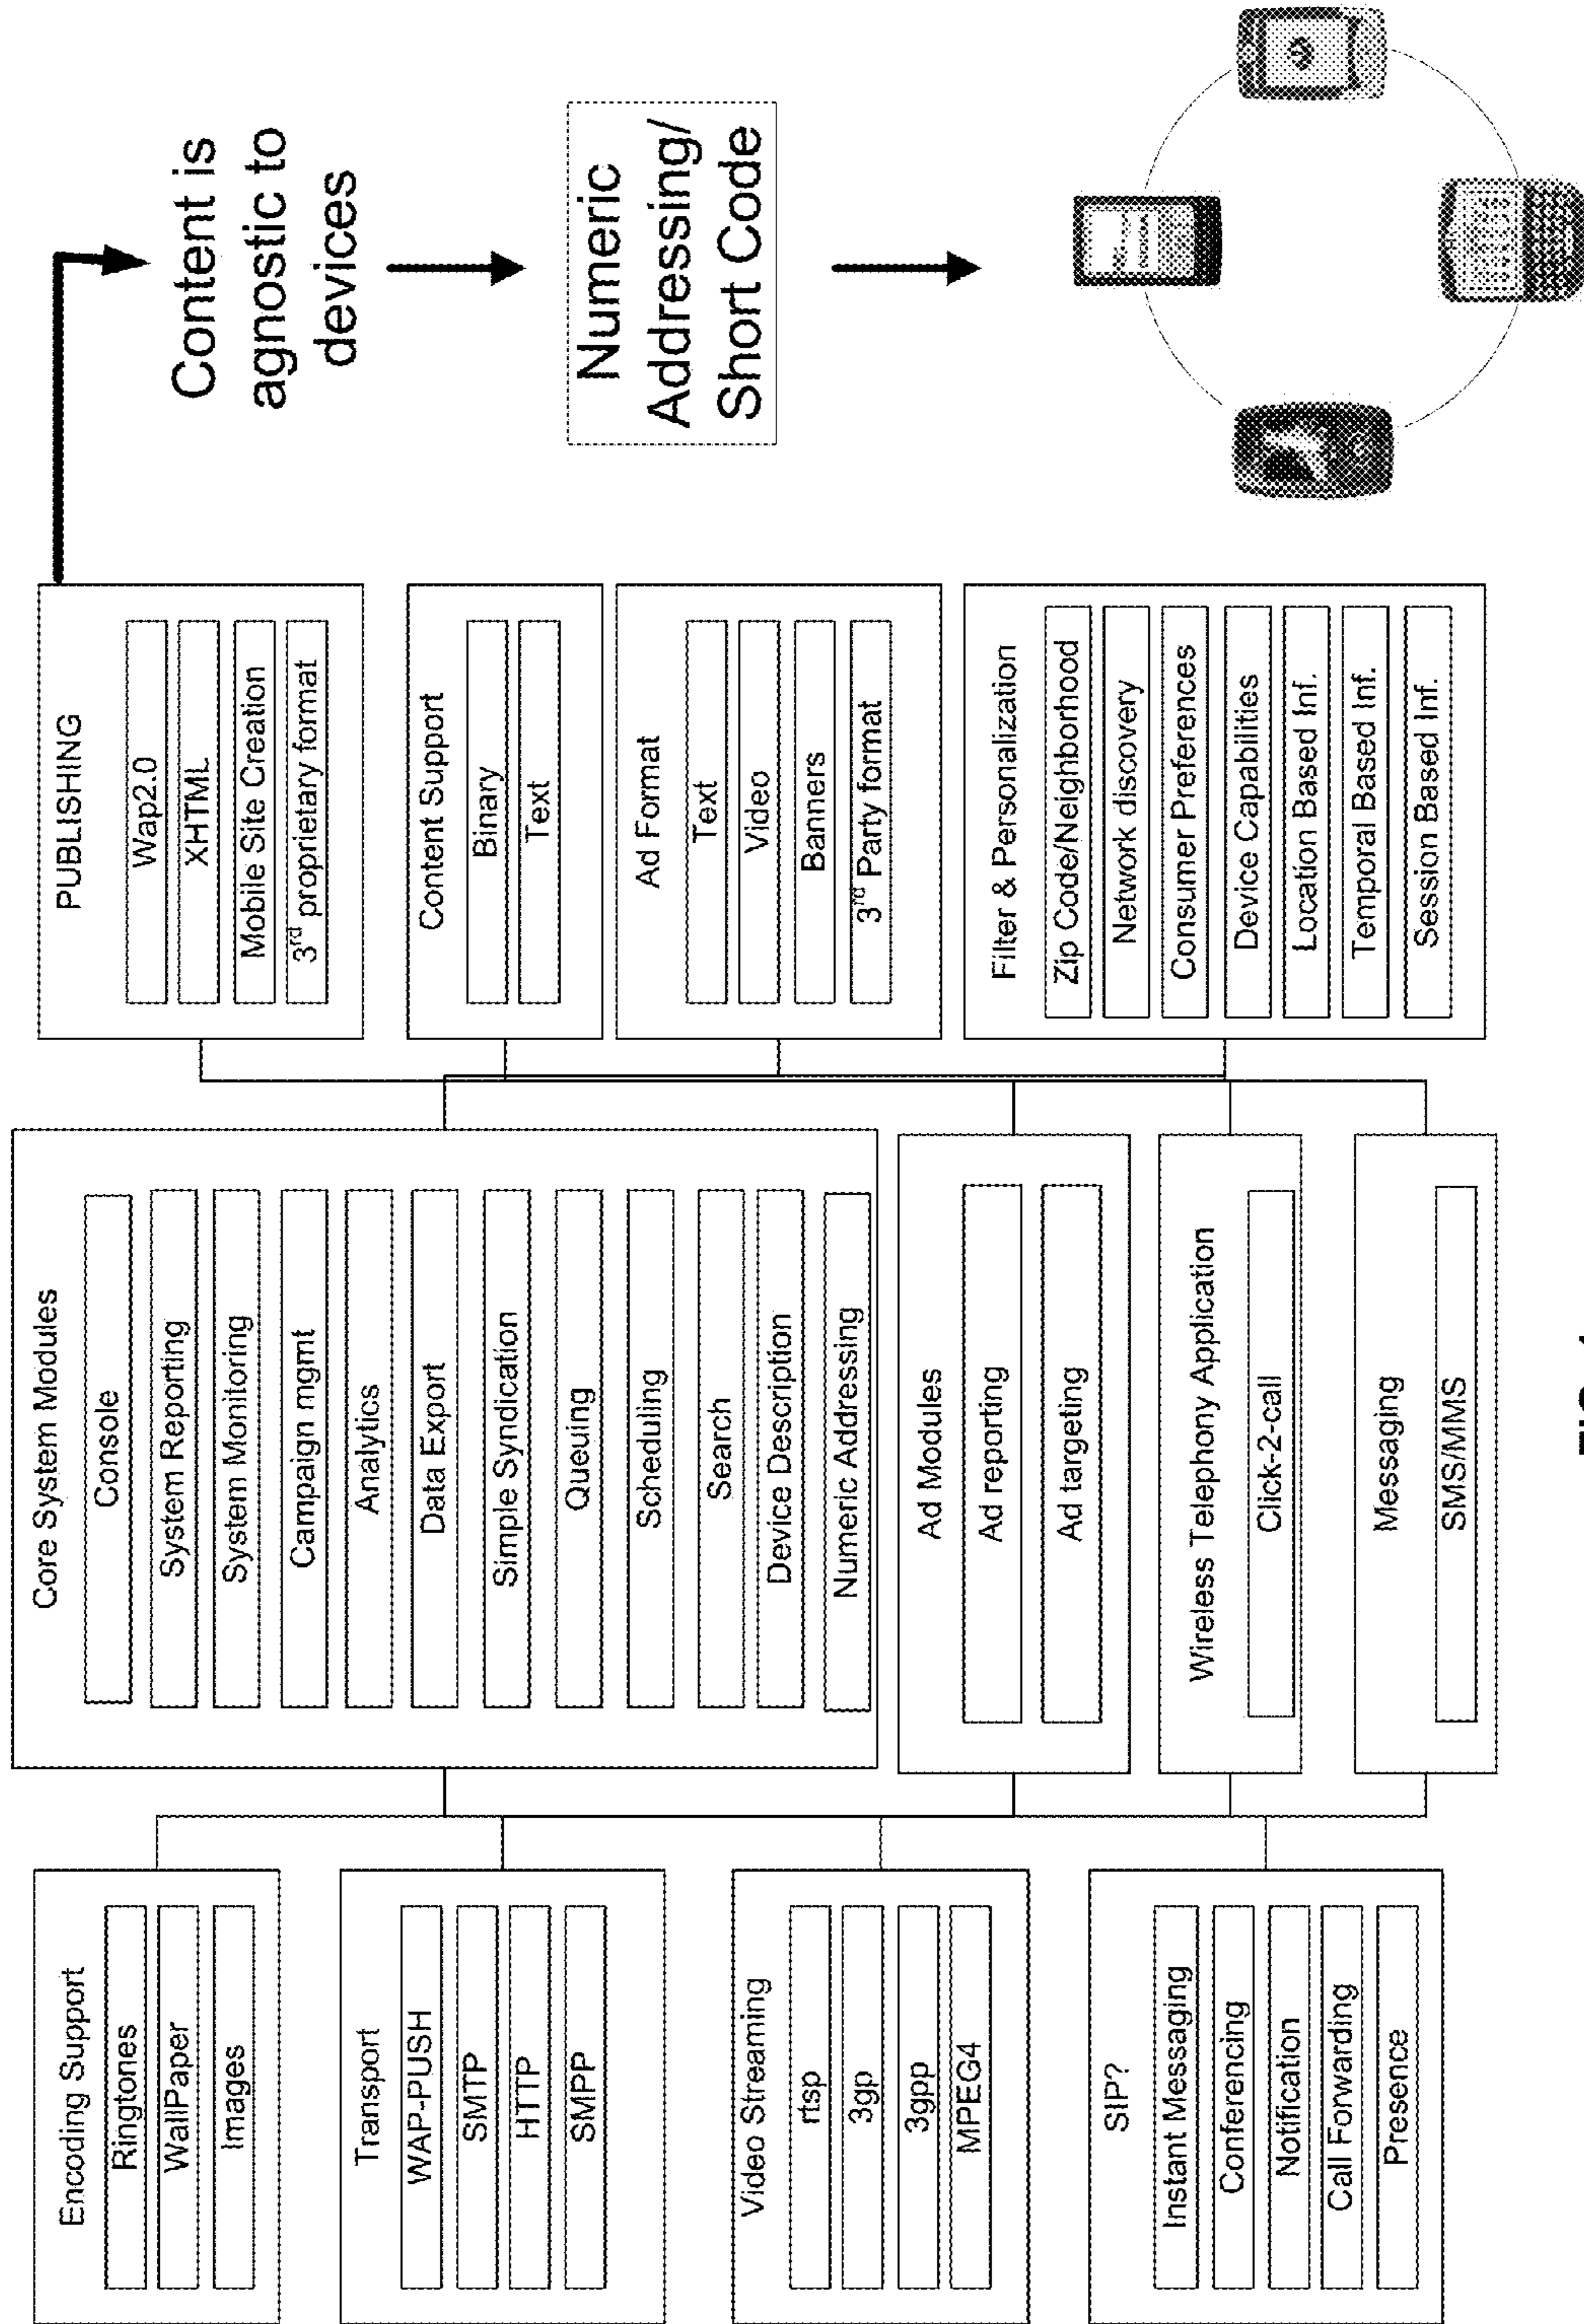 Encoding Support
Ringtones
WallPaper
Images
Transport
WAP-PUSH
SMTP
HTTP
SMPP
Video Streaming
rtsp
3gp
3gpp
MPEG4
SIP?
Instant Messaging
Conferencing
Notification
Call Forwarding
Presence
Core System Modules
Console
System Reporting
System Monitoring
Campaign mgmt
Analytics
Data Export
Simple Syndication
Queuing
Scheduling
Search
Device Description
Numeric Addressing
Ad Modules
Ad reporting
Ad targeting
Wireless Telephony Application
Click-2-call
Messaging
SMS/MMS
PUBLISHING
Wap2.0
XHTML
Mobile Site Creation
3rd proprietary format
Content Support
Binary
Text
Ad Format
Text
Video
Banners
3rd Party format
Filter & Personalization
Zip Code/Neighborhood
Network discovery
Consumer Preferences
Device Capabilities
Location Based Inf.
Temporal Based Inf.
Session Based Inf.
Content is
agnostic to
devices
Numeric
Addressing/
Short Code